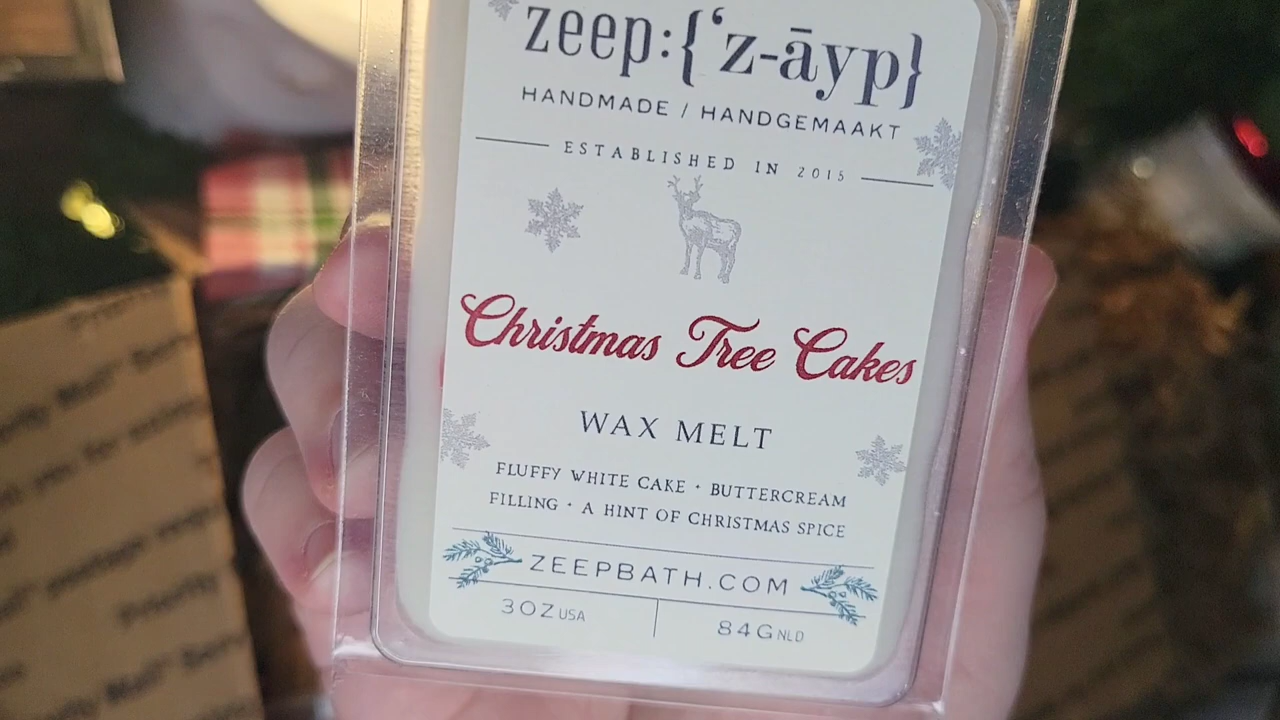 zeep:{‘z-āyp}
HANDMADE / HANDGEMAAKT
ESTABLISHED IN 2015
Christmas Tree Cakes
WAX MELT
FLUFFY WHITE CAKE • BUTTERCREAM
FILLING • A HINT OF CHRISTMAS SPICE
ZEEPBATH.COM
3OZ USA
84G NLD